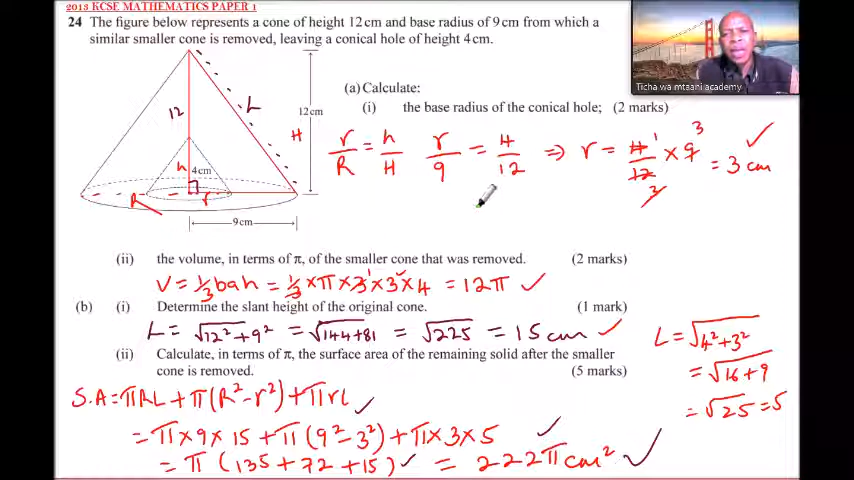 2013 KCSE MATHEMATICS PAPER 1
24 The figure below represents a cone of height 12 cm and base radius of 9 cm from which a
similar smaller cone is removed, leaving a conical hole of height 4 cm.
Ticha wa mtaani academy
(a) Calculate:
(i) the base radius of the conical hole; (2 marks)
12 L 12 cm H
h 4cm
R r
9 cm
r/R = h/H r/9 = 4/12 ⇒ r = 4/12 × 9 = 3 cm ✓
1 3 3
(ii) the volume, in terms of π, of the smaller cone that was removed. (2 marks)
V = 1/3 bah = 1/3 × π × 3 × 3 × 4 = 12π ✓
(b) (i) Determine the slant height of the original cone. (1 mark)
L = √12² + 9² = √144+81 = √225 = 15 cm ✓
(ii) Calculate, in terms of π, the surface area of the remaining solid after the smaller
cone is removed. (5 marks)
L = √4² + 3²
= √16 + 9
= √25 = 5
S.A = πRL + π(R² − r²) + πrl ✓
= π × 9 × 15 + π(9² − 3²) + π × 3 × 5 ✓
= π(135 + 72 + 15) ✓ = 222π cm² ✓